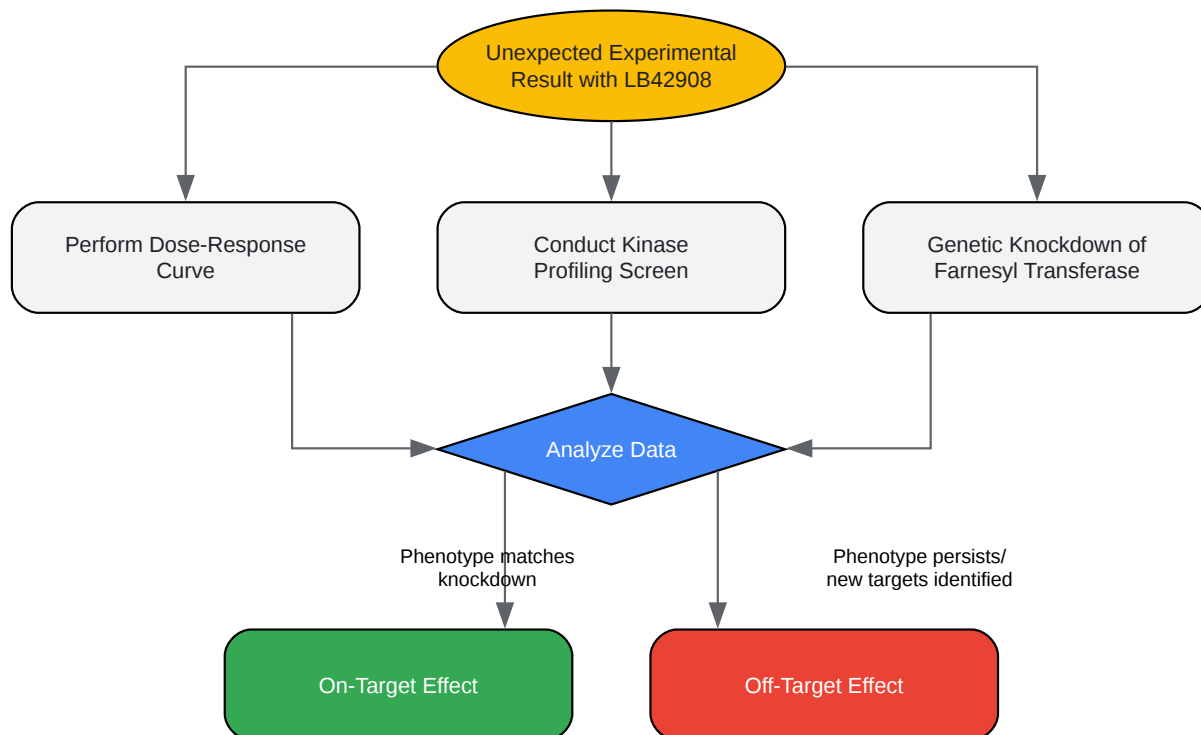 Unexpected Experimental
Result with LB42908
Perform Dose-Response
Curve
Conduct Kinase
Profiling Screen
Genetic Knockdown of
Farnesyl Transferase
Analyze Data
Phenotype matches
knockdown
Phenotype persists/
new targets identified
On-Target Effect
Off-Target Effect